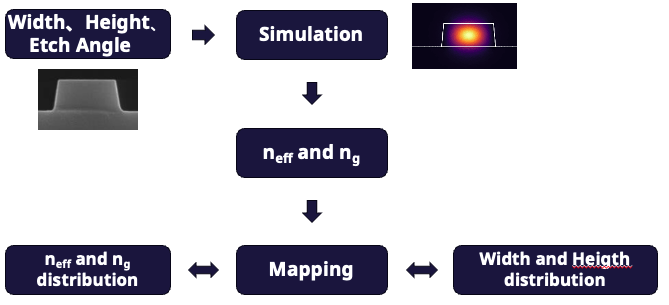 Width、Height、
Etch Angle
Simulation
neff and ng
neff and ng
distribution
Mapping
Width and Heigth
distribution